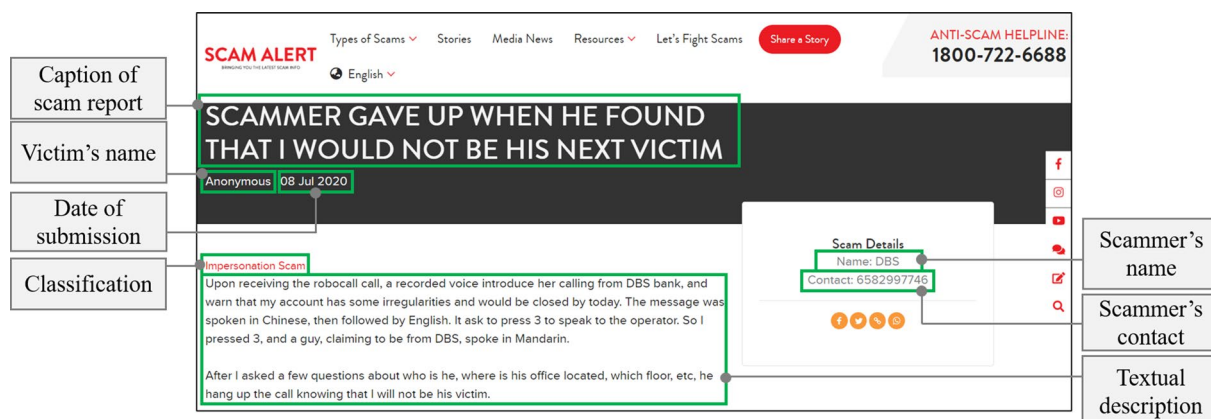 SCAM ALERT
BRINGING YOU THE LATEST SCAM INFO
Types of Scams
Stories
Media News
Resources
Let's Fight Scams
Share a Story
English
ANTI-SCAM HELPLINE:
1800-722-6688
Caption of
scam report
SCAMMER GAVE UP WHEN HE FOUND
THAT I WOULD NOT BE HIS NEXT VICTIM
Victim's name
Anonymous
08 Jul 2020
Date of
submission
Classification
Impersonation Scam
Upon receiving the robocall call, a recorded voice introduce her calling from DBS bank, and
warn that my account has some irregularities and would be closed by today. The message was
spoken in Chinese, then followed by English. It ask to press 3 to speak to the operator. So I
pressed 3, and a guy, claiming to be from DBS, spoke in Mandarin.
After I asked a few questions about who is he, where is his office located, which floor, etc, he
hang up the call knowing that I will not be his victim.
Scam Details
Name: DBS
Contact: 6582997746
Scammer's
name
Scammer's
contact
Textual
description